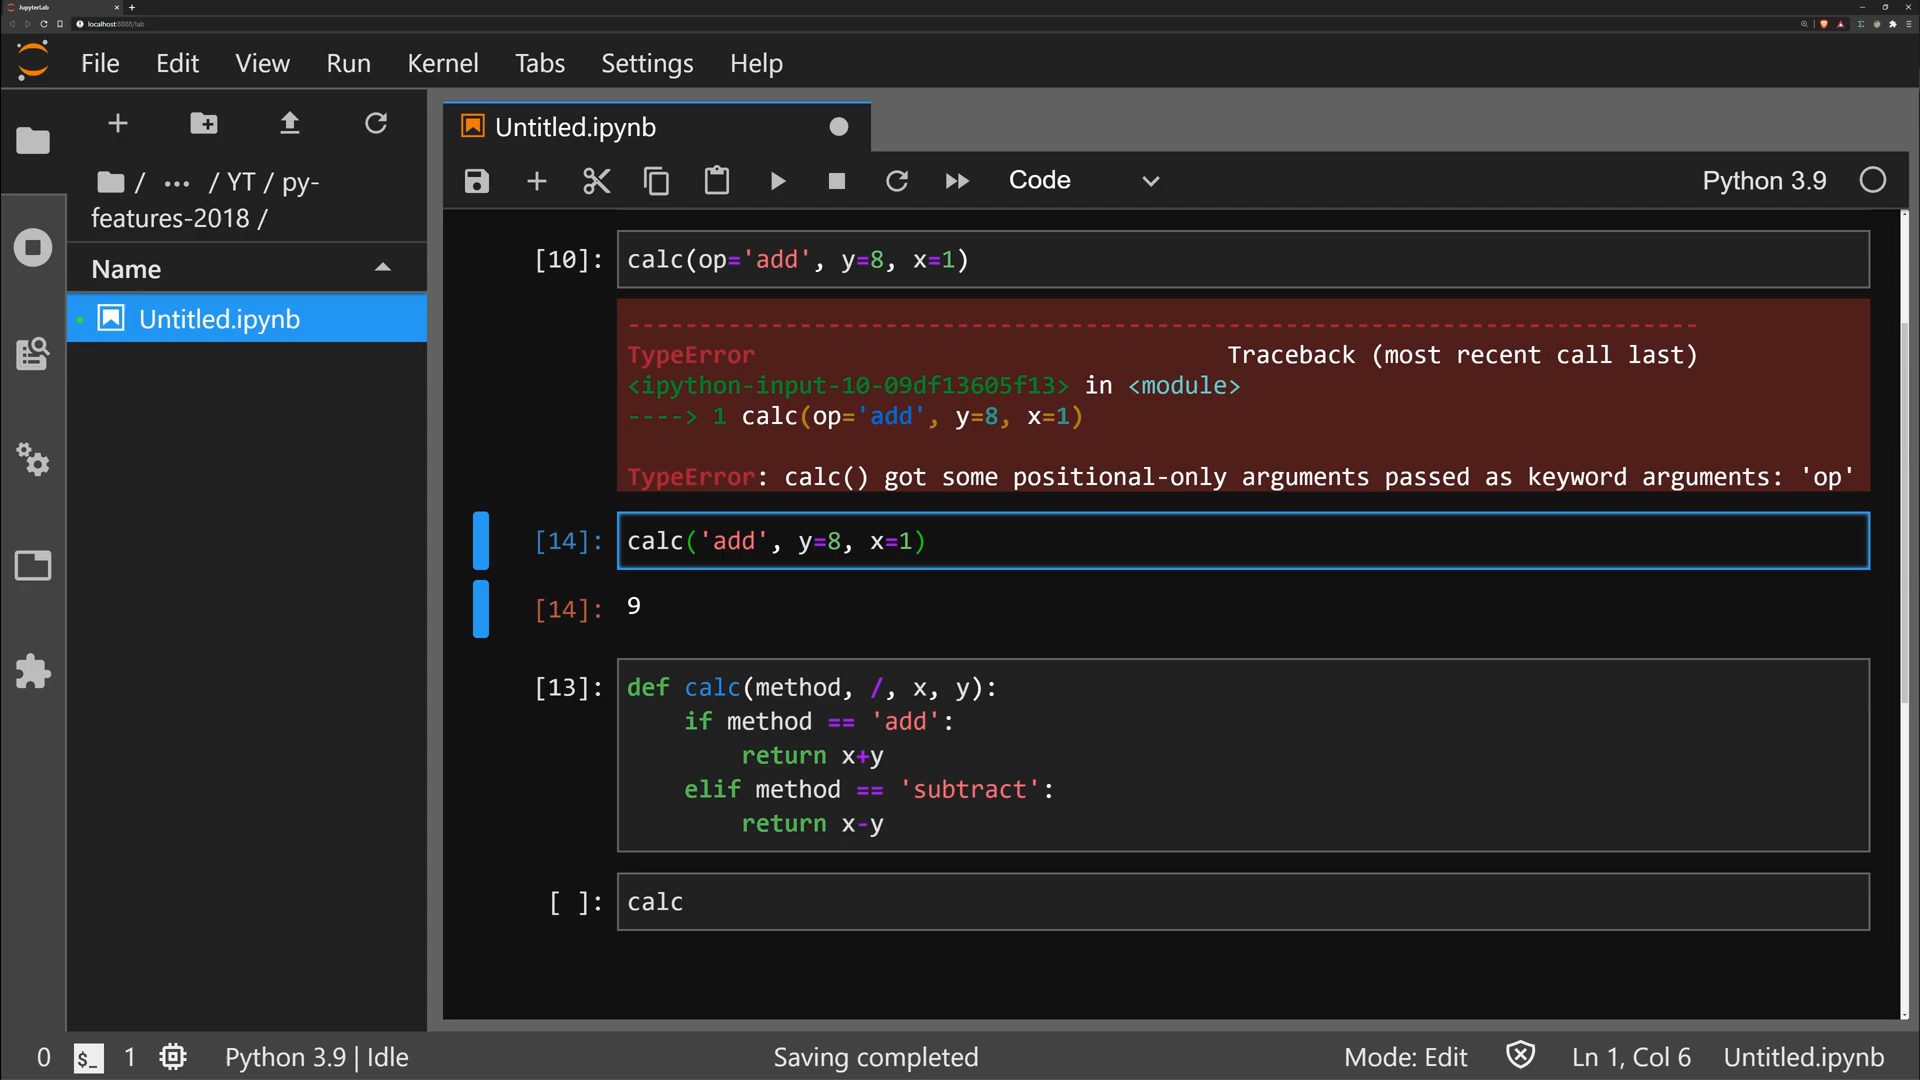 JupyterLab
localhost:8888/lab
File Edit View Run Kernel Tabs Settings Help
/ ... / YT / py-
features-2018 /
Name
Untitled.ipynb
Untitled.ipynb
Code
Python 3.9
[10]: calc(op='add', y=8, x=1)
---------------------------------------------------------------------------
TypeError Traceback (most recent call last)
<ipython-input-10-09df13605f13> in <module>
----> 1 calc(op='add', y=8, x=1)
TypeError: calc() got some positional-only arguments passed as keyword arguments: 'op'
[14]: calc('add', y=8, x=1)
[14]: 9
[13]: def calc(method, /, x, y):
if method == 'add':
return x+y
elif method == 'subtract':
return x-y
[ ]: calc
0 $_ 1 Python 3.9 | Idle Saving completed Mode: Edit Ln 1, Col 6 Untitled.ipynb